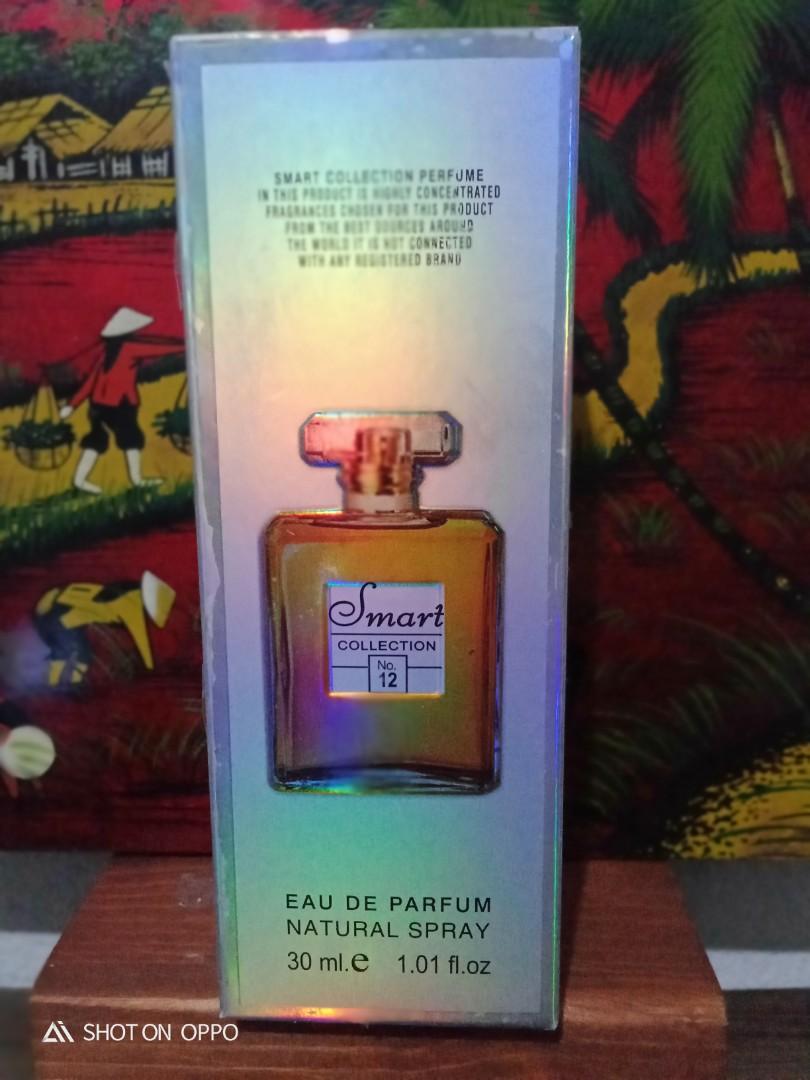 SMART COLLECTION PERFUME
IN THIS PRODUCT IS HIGHLY CONCENTRATED
FRAGRANCES CHOSEN FOR THIS PRODUCT
FROM THE BEST SOURCES AROUND
THE WORLD IT IS NOT CONNECTED
WITH ANY REGISTERED BRAND
Smart
COLLECTION
No.
12
EAU DE PARFUM
NATURAL SPRAY
30 ml.e 1.01 fl.oz
SHOT ON OPPO